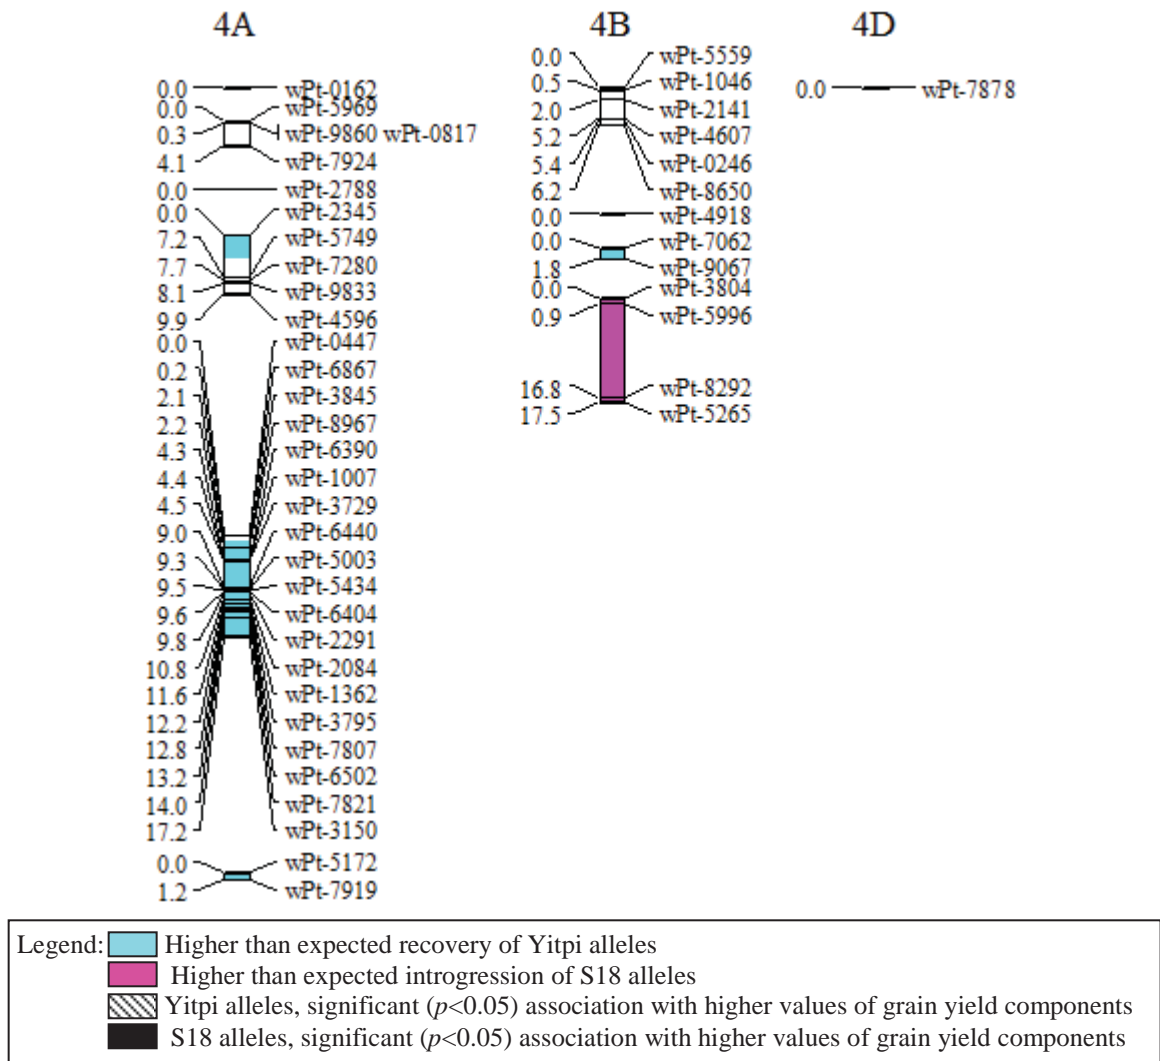 4A 4B 4D
0.0 wPt-0162
0.0 wPt-5969
0.3 wPt-9860 wPt-0817
4.1 wPt-7924
0.0 wPt-2788
0.0 wPt-2345
7.2 wPt-5749
7.7 wPt-7280
8.1 wPt-9833
9.9 wPt-4596
0.0 wPt-0447
0.2 wPt-6867
2.1 wPt-3845
2.2 wPt-8967
4.3 wPt-6390
4.4 wPt-1007
4.5 wPt-3729
9.0 wPt-6440
9.3 wPt-5003
9.5 wPt-5434
9.6 wPt-6404
9.8 wPt-2291
10.8 wPt-2084
11.6 wPt-1362
12.2 wPt-3795
12.8 wPt-7807
13.2 wPt-6502
14.0 wPt-7821
17.2 wPt-3150
0.0 wPt-5172
1.2 wPt-7919
0.0 wPt-5559
0.5 wPt-1046
2.0 wPt-2141
5.2 wPt-4607
5.4 wPt-0246
6.2 wPt-8650
0.0 wPt-4918
0.0 wPt-7062
1.8 wPt-9067
0.0 wPt-3804
0.9 wPt-5996
16.8 wPt-8292
17.5 wPt-5265
0.0 wPt-7878
Legend: Higher than expected recovery of Yitpi alleles
Higher than expected introgression of S18 alleles
Yitpi alleles, significant (p<0.05) association with higher values of grain yield components
S18 alleles, significant (p<0.05) association with higher values of grain yield components